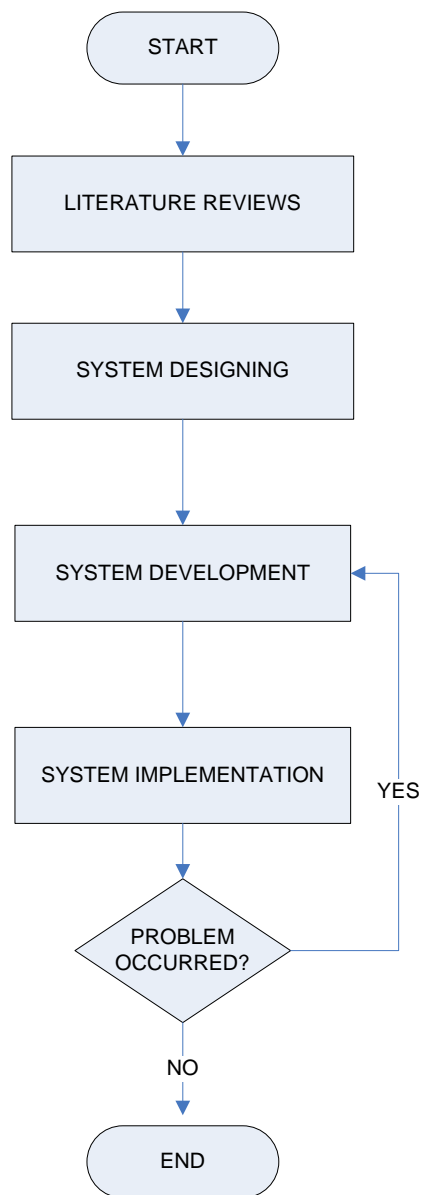 START
LITERATURE REVIEWS
SYSTEM DESIGNING
SYSTEM DEVELOPMENT
SYSTEM IMPLEMENTATION
YES
PROBLEM
OCCURRED?
NO
END